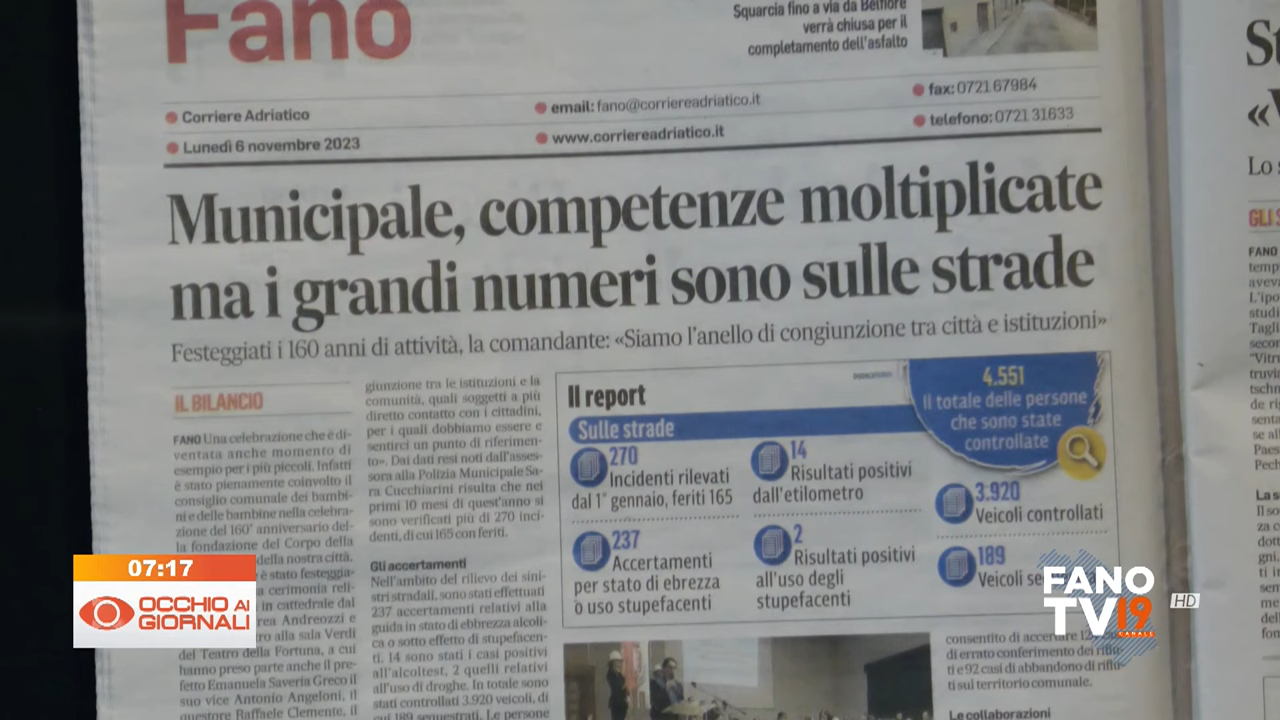 Fano
Squarcia fino a via da Belfiore
verrà chiusa per il
completamento dell'asfalto
Corriere Adriatico
Lunedì 6 novembre 2023
email: fano@corriereadriatico.it
www.corriereadriatico.it
fax: 0721 67984
telefono: 0721 31633
Municipale, competenze moltiplicate
ma i grandi numeri sono sulle strade
Festeggiati i 160 anni di attività, la comandante: «Siamo l'anello di congiunzione tra città e istituzioni»
IL BILANCIO
FANO Una celebrazione che è di-
ventata anche momento di
esempio per i più piccoli. Infatti
è stato pienamente coinvolto il
consiglio comunale dei bambi-
ni e delle bambine nella celebra-
zione del 160° anniversario del-
la fondazione del Corpo della
della nostra città.
è stato festeggia-
cerimonia reli-
in cattedrale dal
rea Andreozzi e
to alla sala Verdi
del Teatro della Fortuna, a cui
hanno preso parte anche il pre-
fetto Emanuela Saveria Greco il
suo vice Antonio Angeloni, il
questore Raffaele Clemente, il
giunzione tra le istituzioni e la
comunità, quali soggetti a più
diretto contatto con i cittadini,
per i quali dobbiamo essere e
sentirci un punto di riferimen-
to». Dai dati resi noti dall'asses-
sora alla Polizia Municipale Sa-
ra Cucchiarini risulta che nei
primi 10 mesi di quest'anno si
sono verificati più di 270 inci-
denti, di cui 165 con feriti.
Gli accertamenti
Nell'ambito del rilievo dei sini-
stri stradali, sono stati effettuati
237 accertamenti relativi alla
guida in stato di ebbrezza alcoli-
ca o sotto effetto di stupefacen-
ti. 14 sono stati i casi positivi
all'alcoltest, 2 quelli relativi
all'uso di droghe. In totale sono
stati controllati 3.920 veicoli, di
cui 189 sequestrati. Le persone
Il report
Sulle strade
270
Incidenti rilevati
dal 1° gennaio, feriti 165
237
Accertamenti
per stato di ebrezza
o uso stupefacenti
14
Risultati positivi
dall'etilometro
2
Risultati positivi
all'uso degli
stupefacenti
4.551
Il totale delle persone
che sono state
controllate
3.920
Veicoli controllati
189
Veicoli se
consentito di accertare 12
di errato conferimento dei rifiu-
ti e 92 casi di abbandono di rifiu-
ti sul territorio comunale.
Le collaborazioni
«
Lo
GLI
FANO
07:17
OCCHIO AI
GIORNALI
FANO
TV19
CANALE
HD